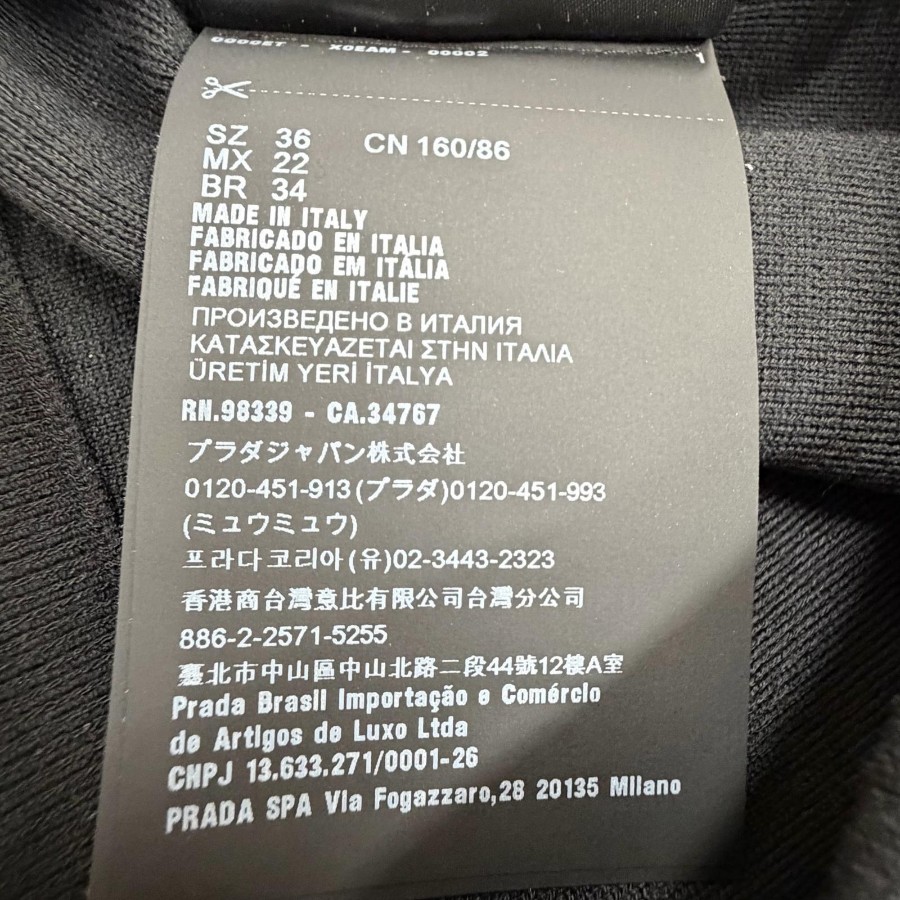 SZ 36 CN 160/86
MX 22
BR 34
MADE IN ITALY
FABRICADO EN ITALIA
FABRICADO EM ITÁLIA
FABRIQUÉ EN ITALIE
ПРОИЗВЕДЕНО В ИТАЛИЯ
ΚΑΤΑΣΚΕΥΑΖΕΤΑΙ ΣΤΗΝ ΙΤΑΛΙΑ
ÜRETİM YERİ İTALYA
RN.98339 - CA.34767
プラダジャパン株式会社
0120-451-913(プラダ)0120-451-993
(ミュウミュウ)
프라다코리아(유)02-3443-2323
香港商台灣意比有限公司台灣分公司
886-2-2571-5255
臺北市中山區中山北路二段44號12樓A室
Prada Brasil Importação e Comércio
de Artigos de Luxo Ltda
CNPJ 13.633.271/0001-26
PRADA SPA Via Fogazzaro,28 20135 Milano